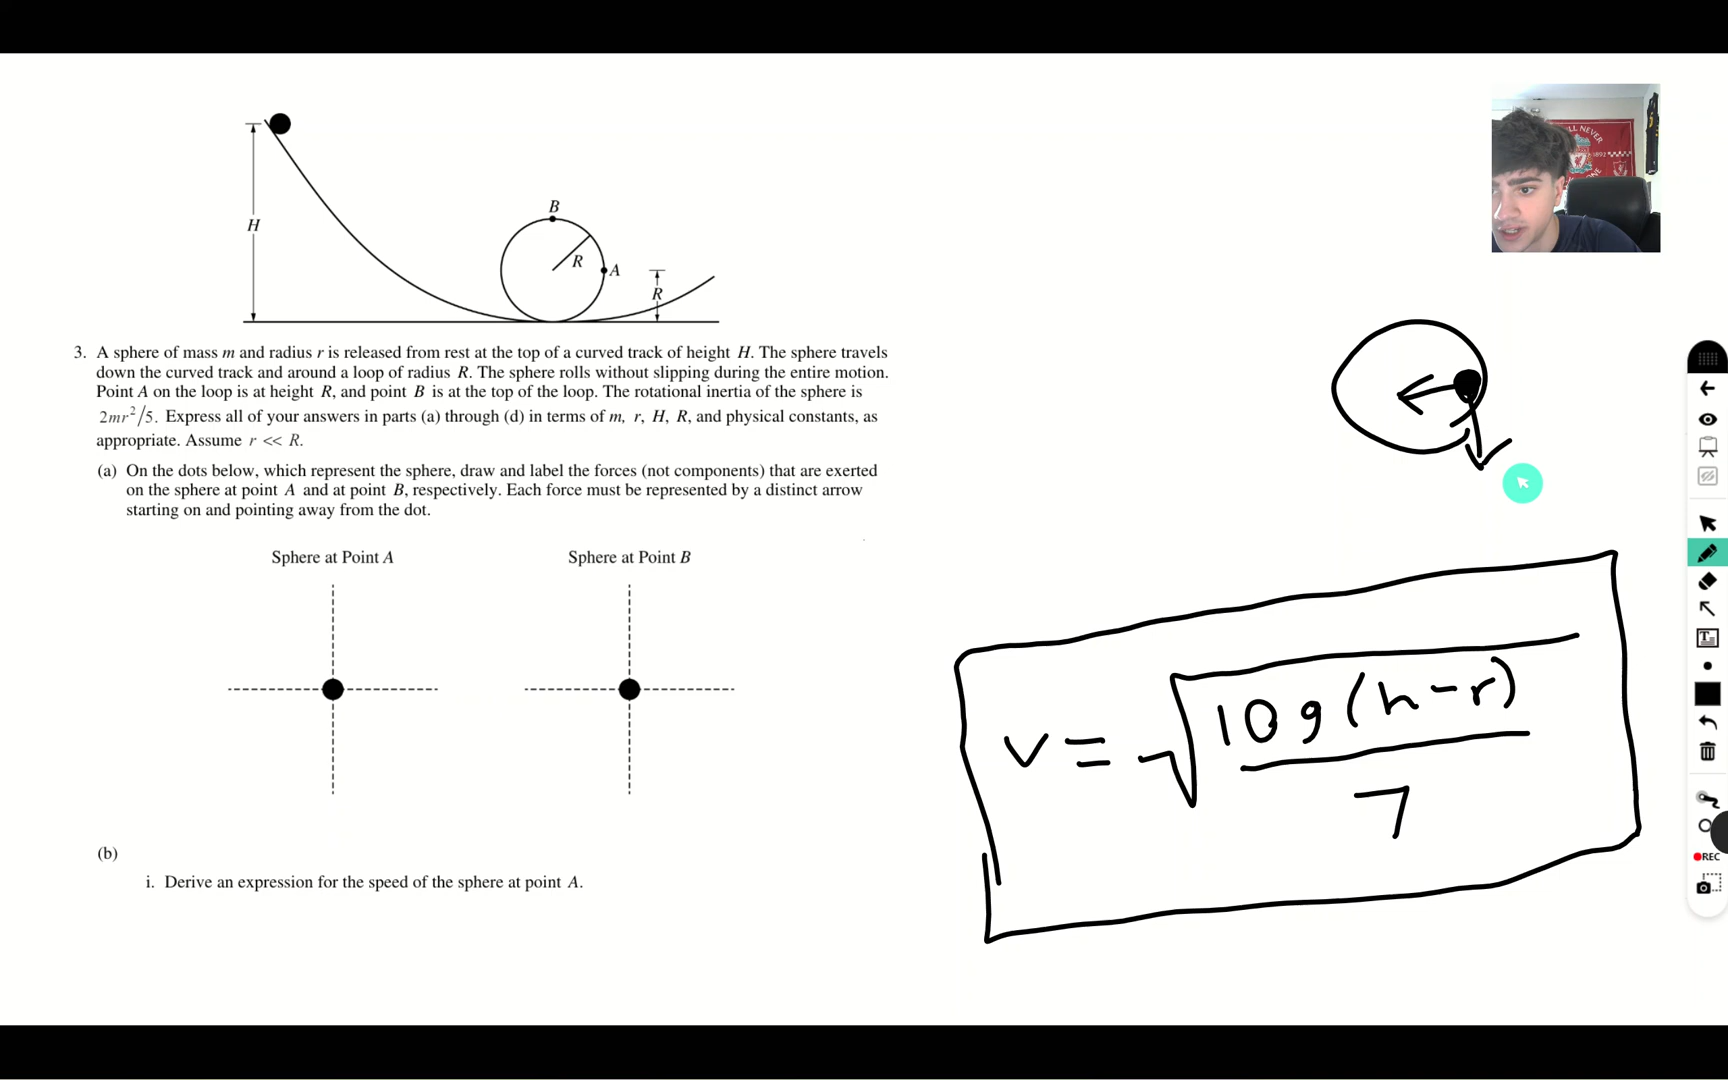 B
H
R
A
R
3. A sphere of mass m and radius r is released from rest at the top of a curved track of height H. The sphere travels
down the curved track and around a loop of radius R. The sphere rolls without slipping during the entire motion.
Point A on the loop is at height R, and point B is at the top of the loop. The rotational inertia of the sphere is
2mr²/5. Express all of your answers in parts (a) through (d) in terms of m, r, H, R, and physical constants, as
appropriate. Assume r << R.
(a) On the dots below, which represent the sphere, draw and label the forces (not components) that are exerted
on the sphere at point A and at point B, respectively. Each force must be represented by a distinct arrow
starting on and pointing away from the dot.
Sphere at Point A
Sphere at Point B
(b)
i. Derive an expression for the speed of the sphere at point A.
v = √(10g(h-r)/7)
REC